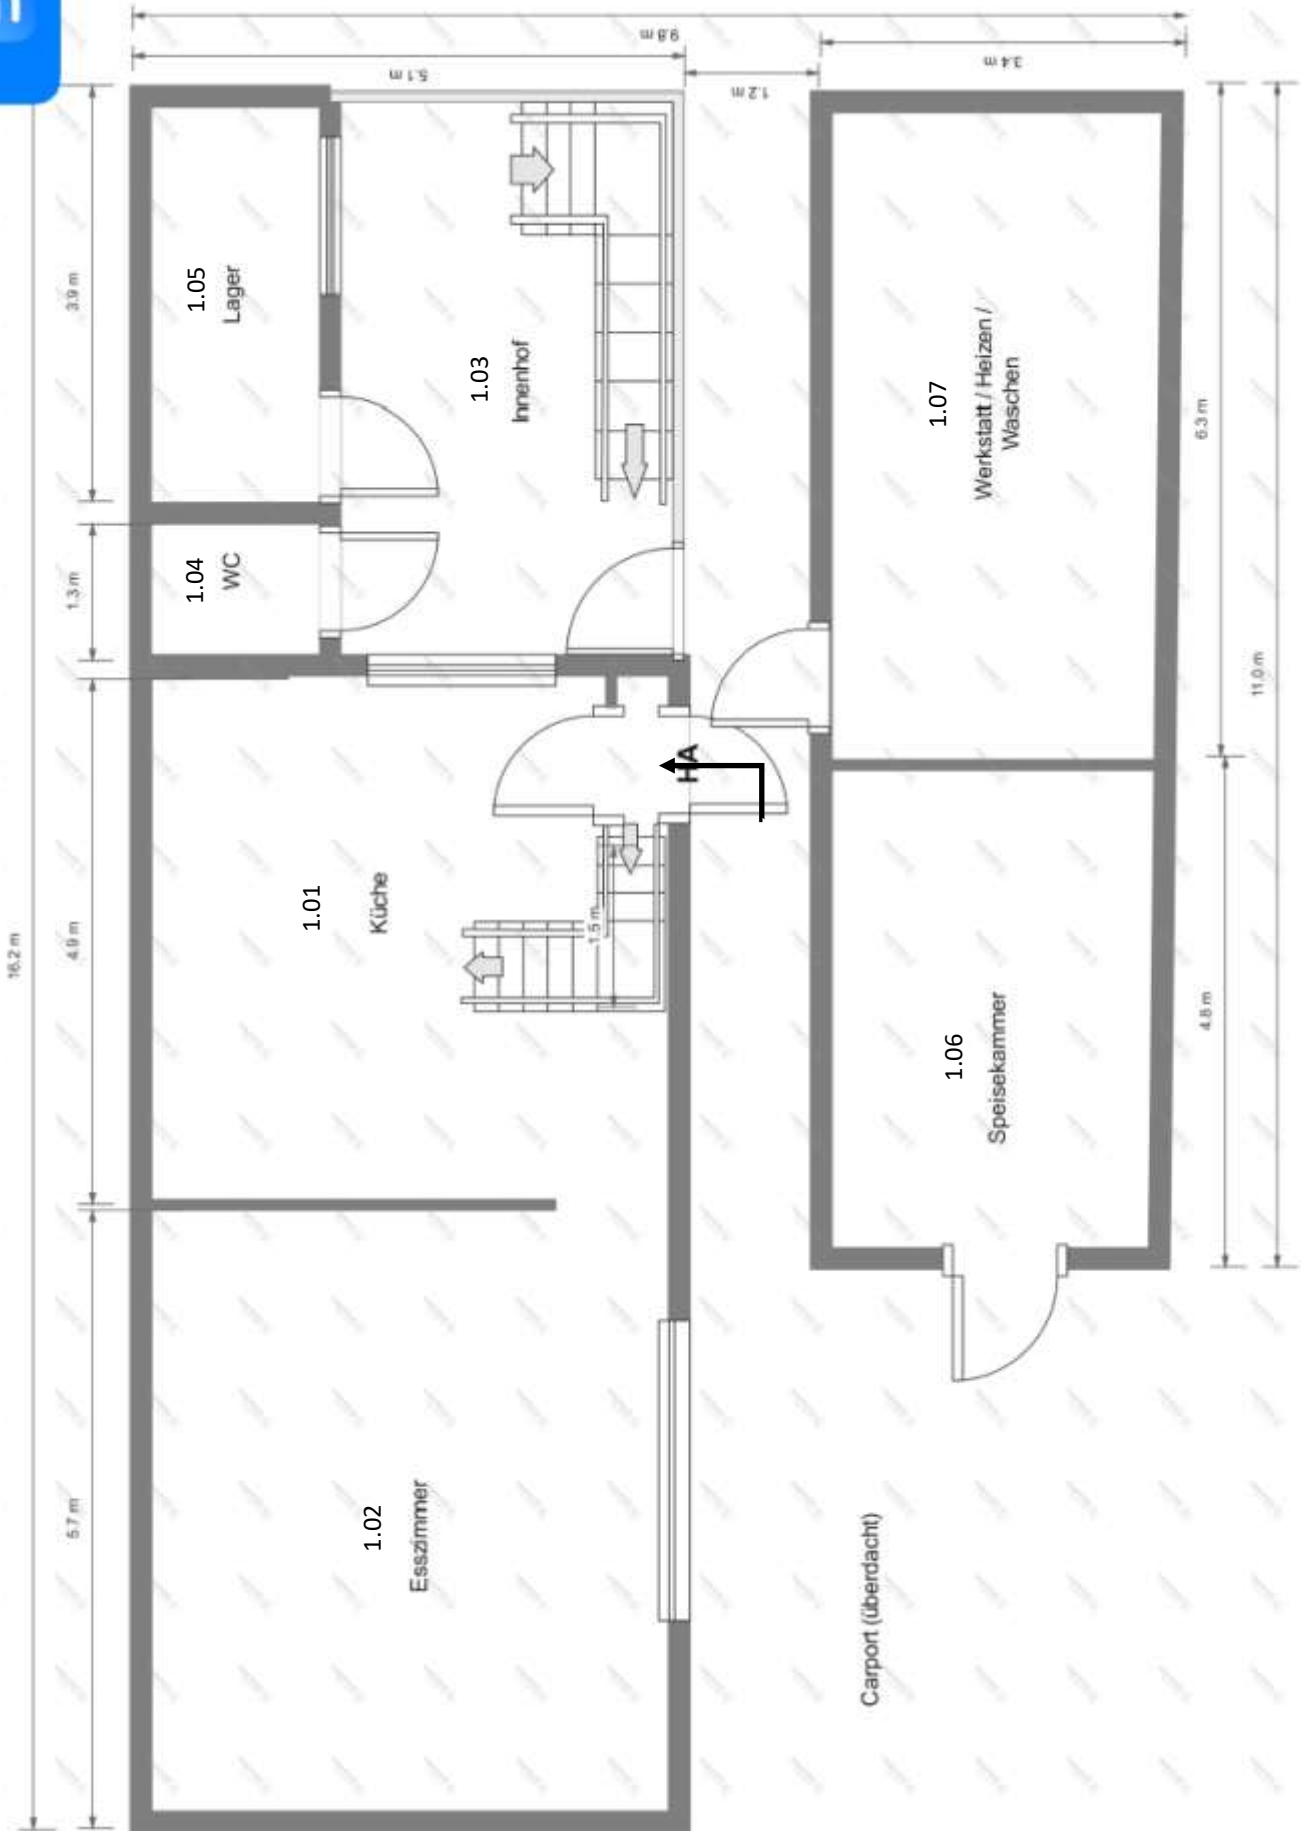 9.8 m
5.1 m
3.4 m
1.2 m
16.2 m
3.9 m
1.3 m
4.9 m
5.7 m
1.05
Lager
1.04
WC
1.03
Innenhof
1.01
Küche
1.5 m
HA
1.02
Esszimmer
1.07
Werkstatt / Heizen /
Waschen
1.06
Speisekammer
6.3 m
4.8 m
11.0 m
Carport (überdacht)